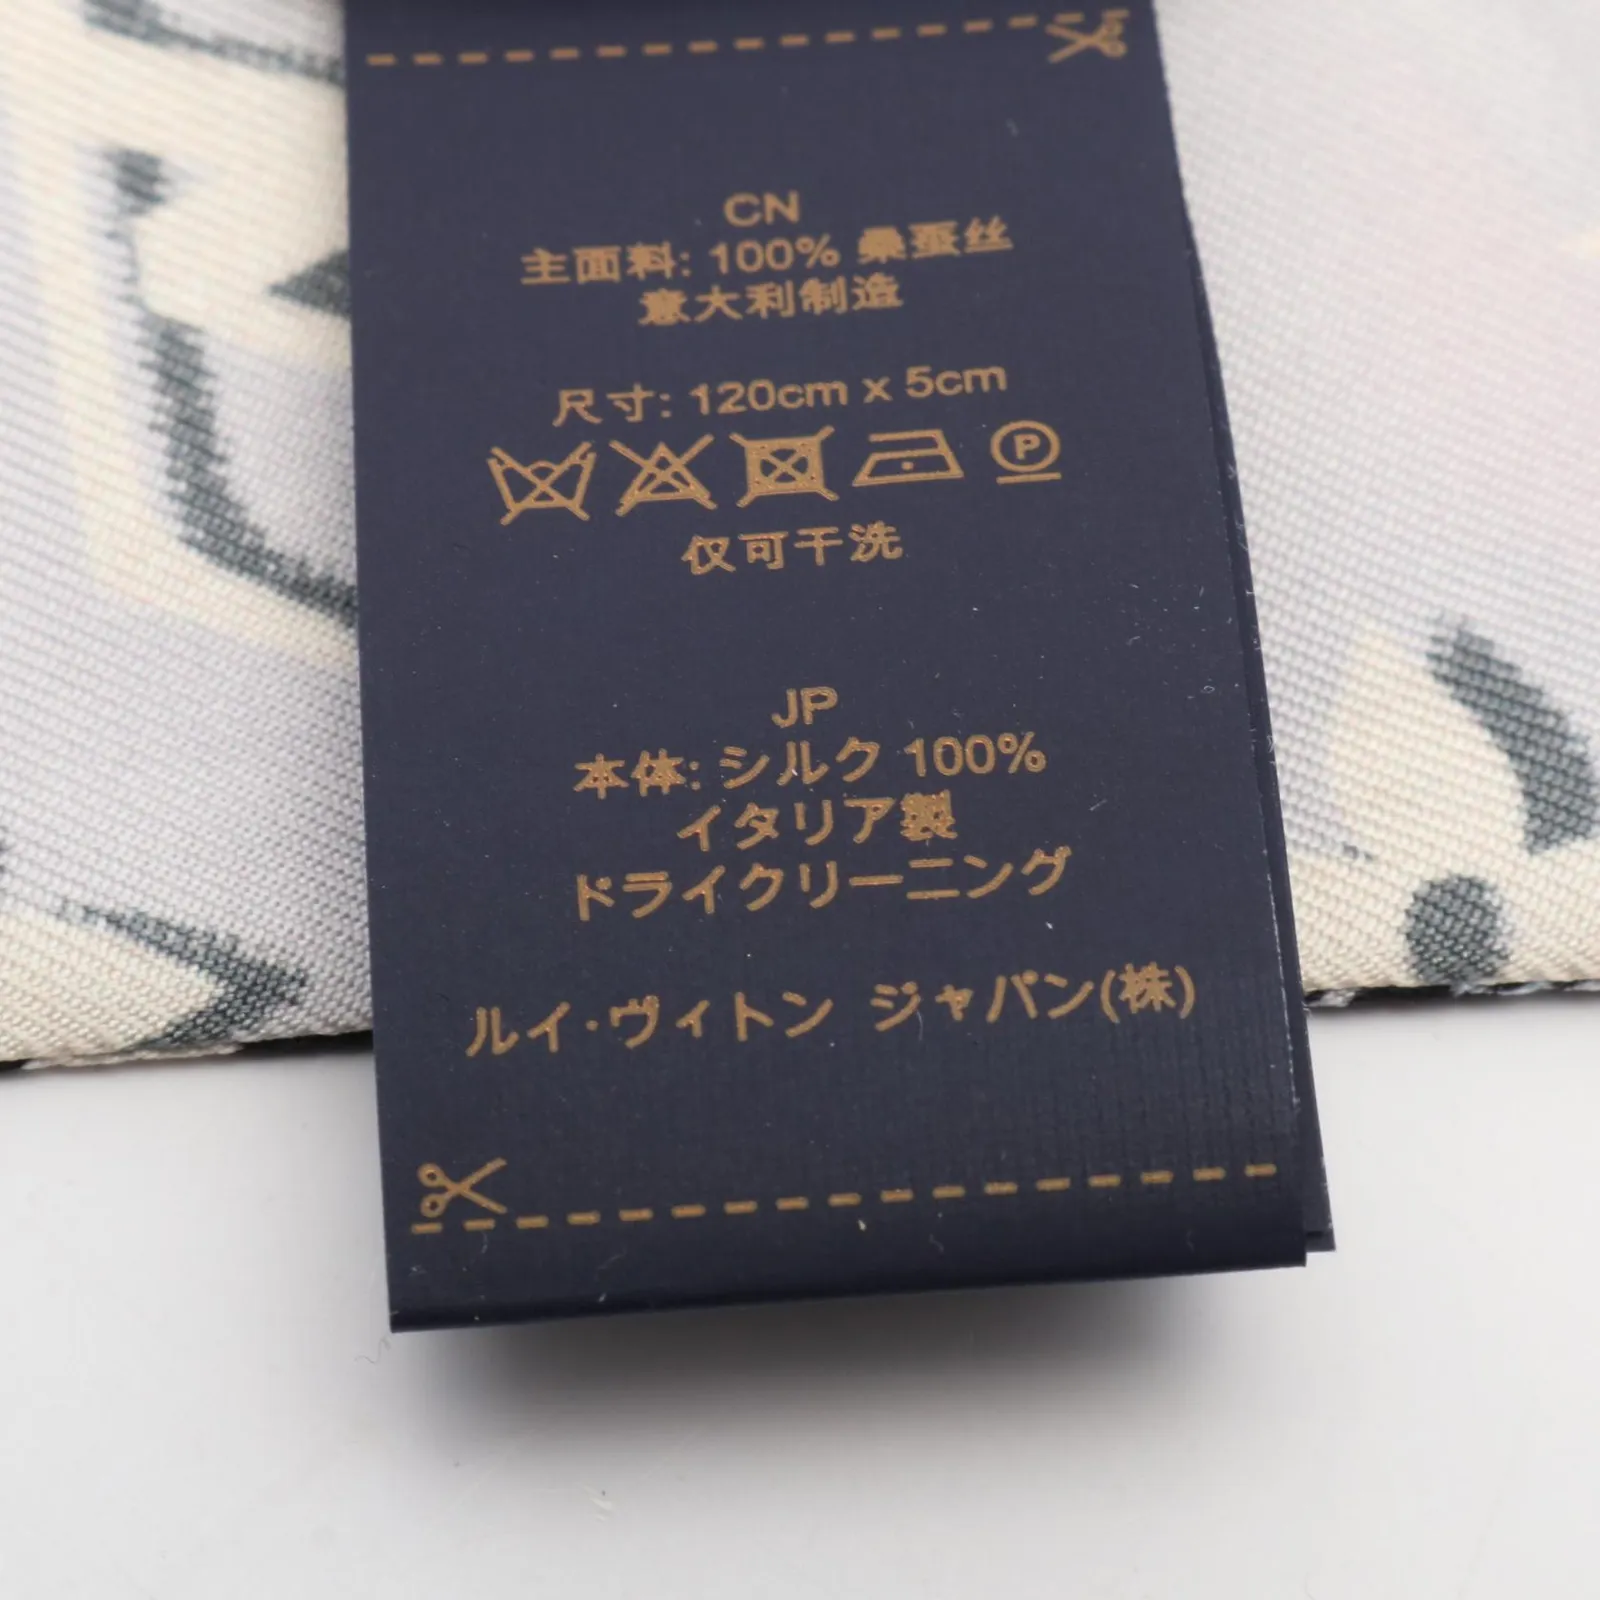 CN
主面料: 100% 桑蚕丝
意大利制造
尺寸: 120cm x 5cm
P
仅可干洗
JP
本体: シルク 100%
イタリア製
ドライクリーニング
ルイ·ヴィトン ジャパン(株)